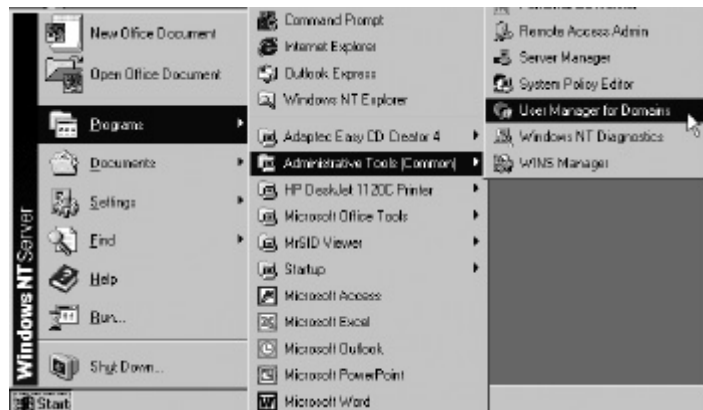 New Office Document
Open Office Document
Programs
Documents
Settings
Find
Help
Run...
Shut Down...
Windows NT Server
Start
Command Prompt
Internet Explorer
Outlook Express
Windows NT Explorer
Adaptec Easy CD Creator 4
Administrative Tools (Common)
HP DeskJet 1120C Printer
Microsoft Office Tools
MrSID Viewer
Startup
Microsoft Access
Microsoft Excel
Microsoft Outlook
Microsoft PowerPoint
Microsoft Word
Remote Access Admin
Server Manager
System Policy Editor
User Manager for Domains
Windows NT Diagnostics
WINS Manager